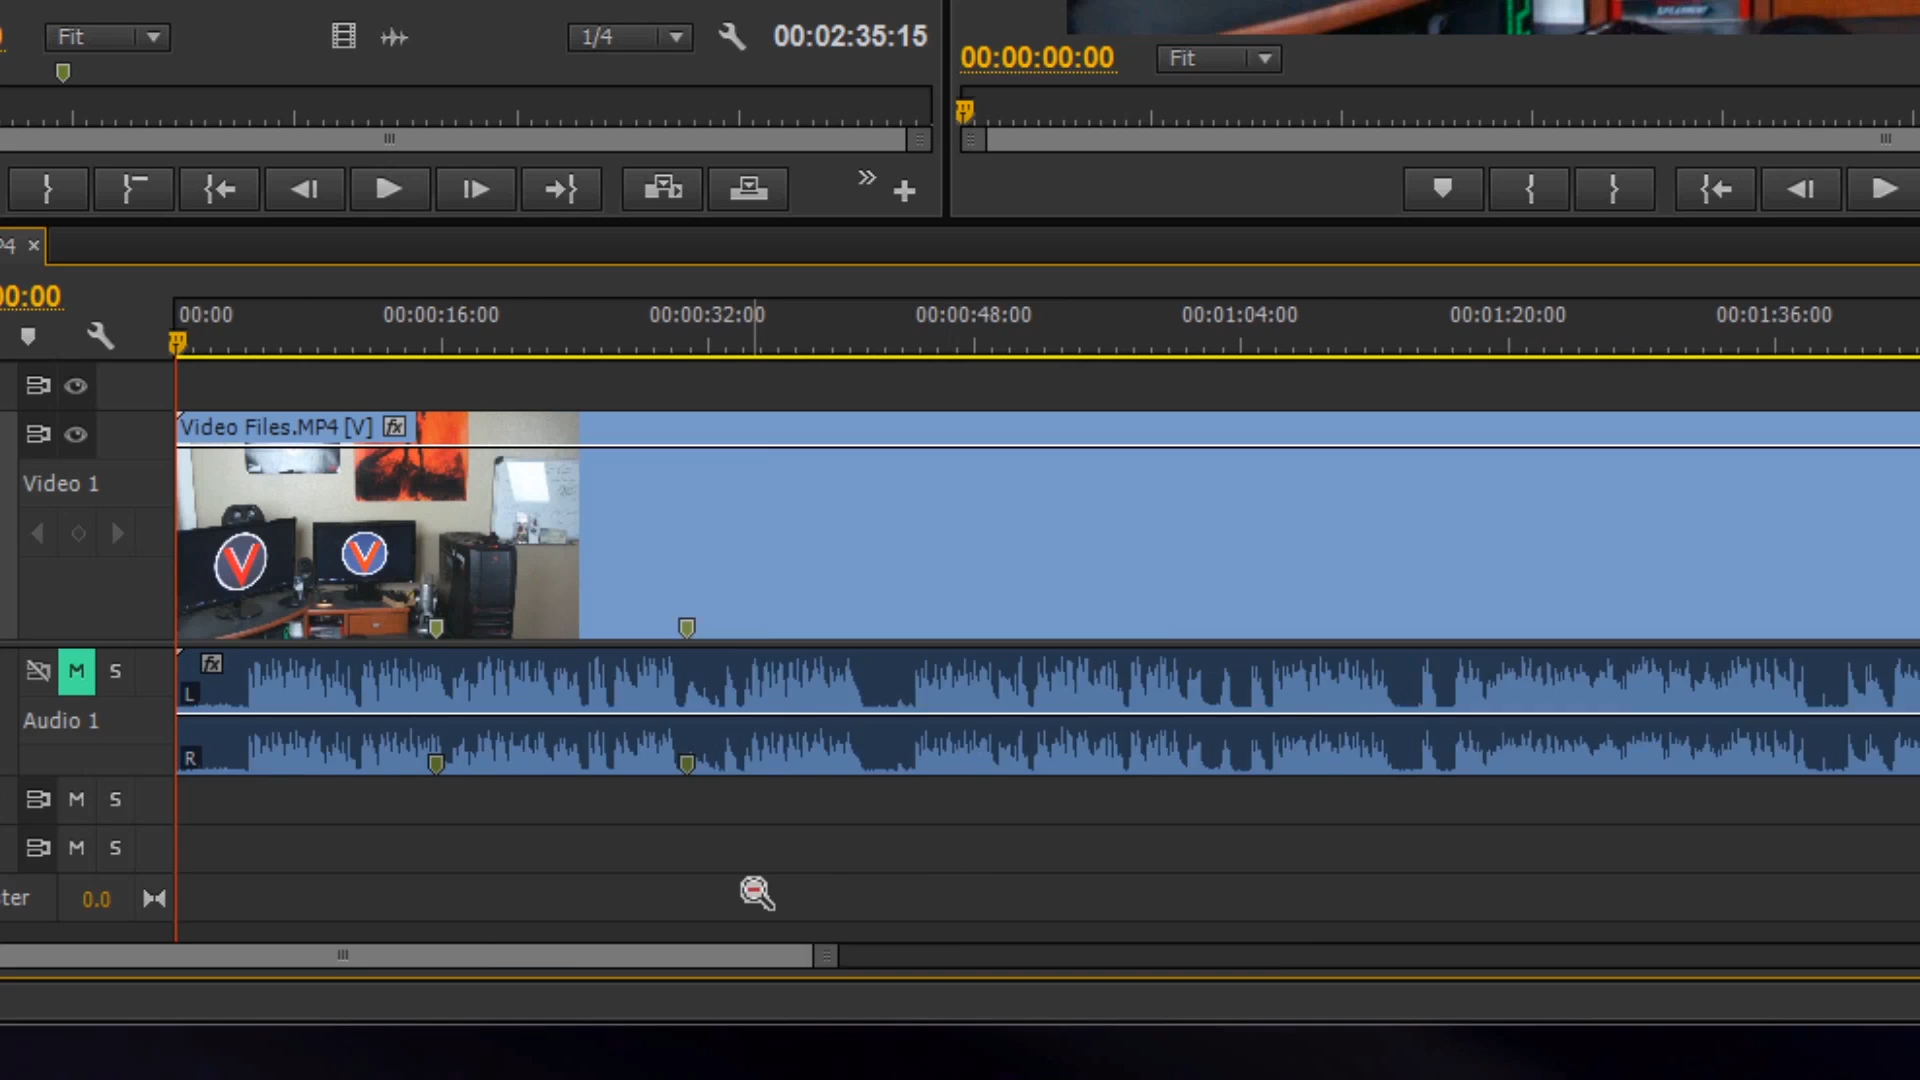 Fit
1/4
00:02:35:15
00:00:00:00
Fit
P4 ×
00:00
00:00
00:00:16:00
00:00:32:00
00:00:48:00
00:01:04:00
00:01:20:00
00:01:36:00
Video Files.MP4 [V] fx
V
V
Video 1
M S
fx
L
Audio 1
R
M S
M S
ter
0.0